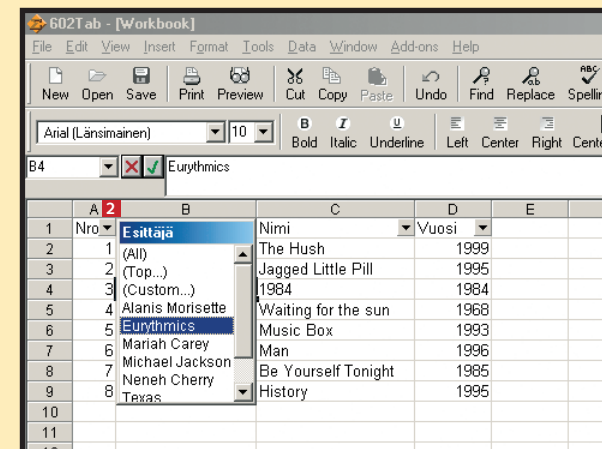 602Tab - [Workbook]
File Edit View Insert Format Tools Data Window Add-ons Help
New Open Save Print Preview Cut Copy Paste Undo Find Replace Spellin
Arial (Länsimainen) 10 B I U
Bold Italic Underline Left Center Right Cente
B4 Eurythmics
A 2 B C D E
1 Nro Esittäjä Nimi Vuosi
2 1 (All) The Hush 1999
3 2 (Top...) Jagged Little Pill 1995
4 3 (Custom...) 1984 1984
5 4 Alanis Morisette Waiting for the sun 1968
6 5 Eurythmics Music Box 1993
7 6 Mariah Carey Man 1996
8 7 Michael Jackson Be Yourself Tonight 1985
9 8 Neneh Cherry History 1995
Texas
10
11